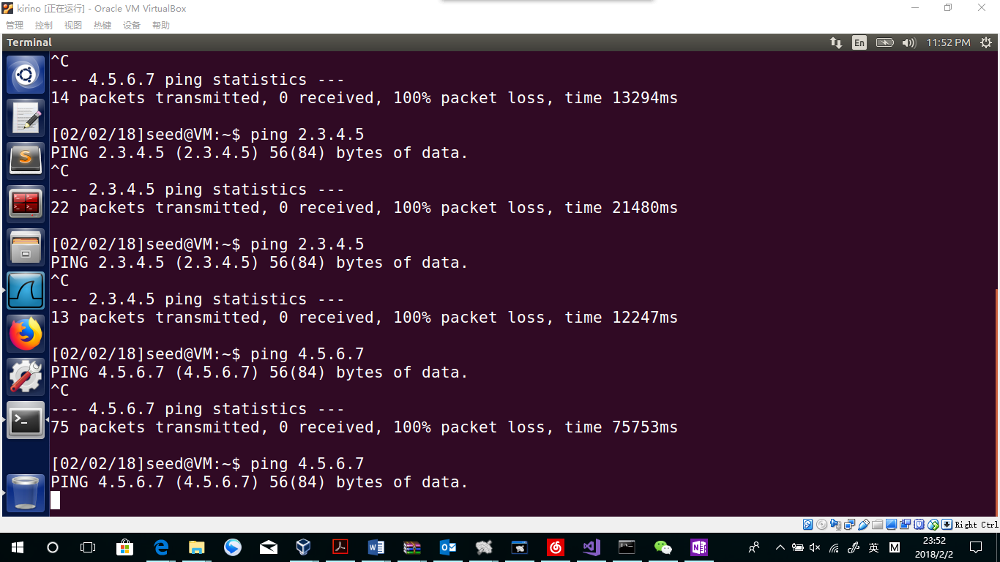 kirino [正在运行] - Oracle VM VirtualBox
管理 控制 视图 热键 设备 帮助
Terminal En 11:52 PM
^C
--- 4.5.6.7 ping statistics ---
14 packets transmitted, 0 received, 100% packet loss, time 13294ms
[02/02/18]seed@VM:~$ ping 2.3.4.5
PING 2.3.4.5 (2.3.4.5) 56(84) bytes of data.
^C
--- 2.3.4.5 ping statistics ---
22 packets transmitted, 0 received, 100% packet loss, time 21480ms
[02/02/18]seed@VM:~$ ping 2.3.4.5
PING 2.3.4.5 (2.3.4.5) 56(84) bytes of data.
^C
--- 2.3.4.5 ping statistics ---
13 packets transmitted, 0 received, 100% packet loss, time 12247ms
[02/02/18]seed@VM:~$ ping 4.5.6.7
PING 4.5.6.7 (4.5.6.7) 56(84) bytes of data.
^C
--- 4.5.6.7 ping statistics ---
75 packets transmitted, 0 received, 100% packet loss, time 75753ms
[02/02/18]seed@VM:~$ ping 4.5.6.7
PING 4.5.6.7 (4.5.6.7) 56(84) bytes of data.
Right Ctrl
英 M 23:52
2018/2/2